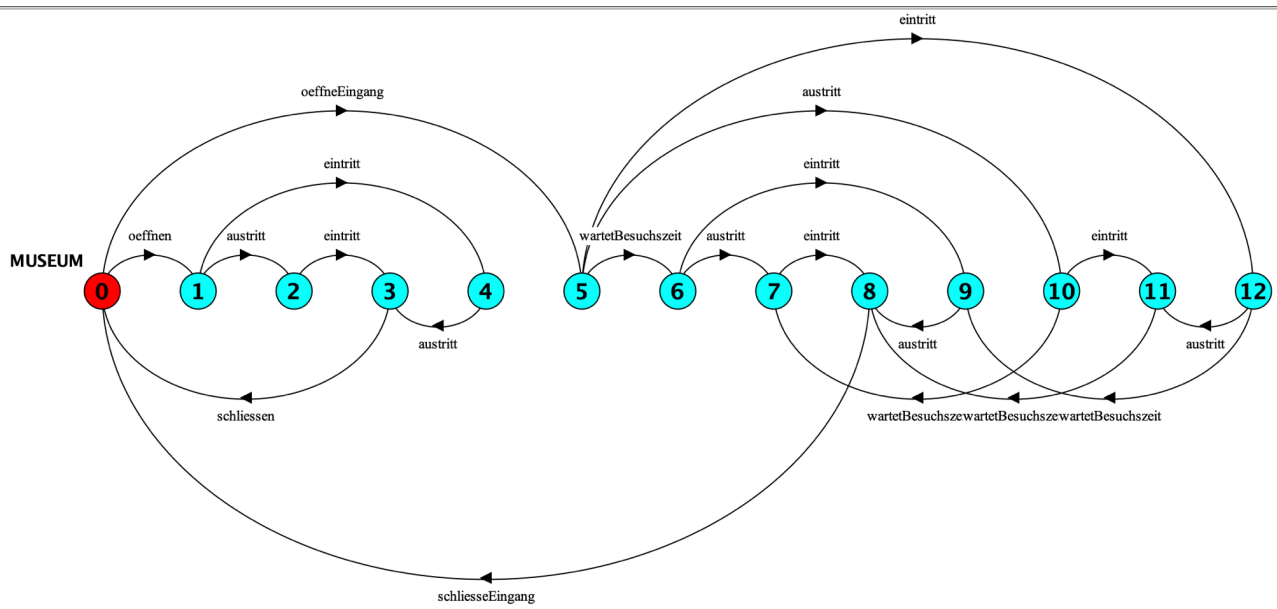 eintritt
oeffneEingang
austritt
eintritt
eintritt
oeffnen
austritt
eintritt
wartetBesuchszeit
austritt
eintritt
eintritt
MUSEUM
0
1
2
3
4
5
6
7
8
9
10
11
12
austritt
austritt
austritt
schliessen
wartetBesuchszewartetBesuchszewartetBesuchszeit
schliesseEingang